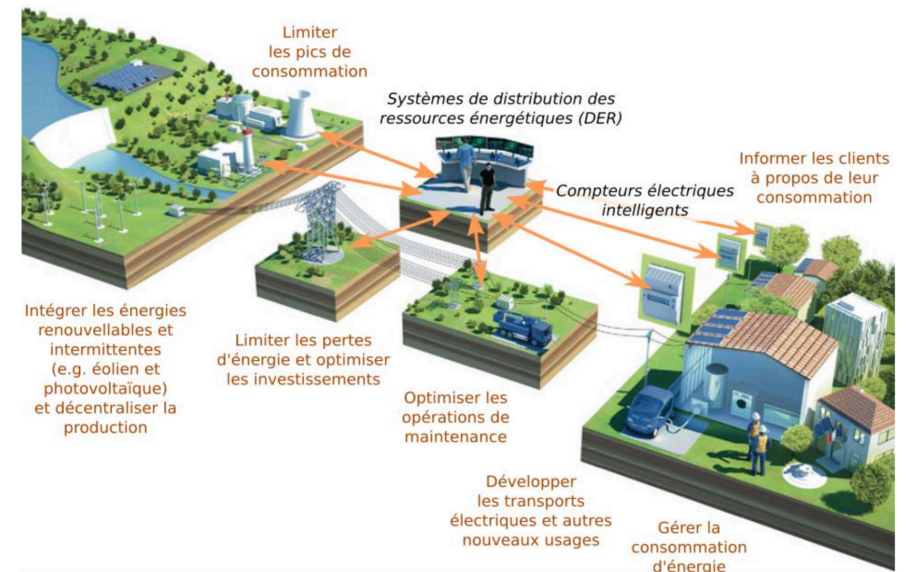 Limiter
les pics de
consommation
Systèmes de distribution des
ressources énergétiques (DER)
Compteurs électriques
intelligents
Informer les clients
à propos de leur
consommation
Intégrer les énergies
renouvellables et
intermittentes
(e.g. éolien et
photovoltaïque)
et décentraliser la
production
Limiter les pertes
d'énergie et optimiser
les investissements
Optimiser les
opérations de
maintenance
Développer
les transports
électriques et autres
nouveaux usages
Gérer la
consommation
d'énergie